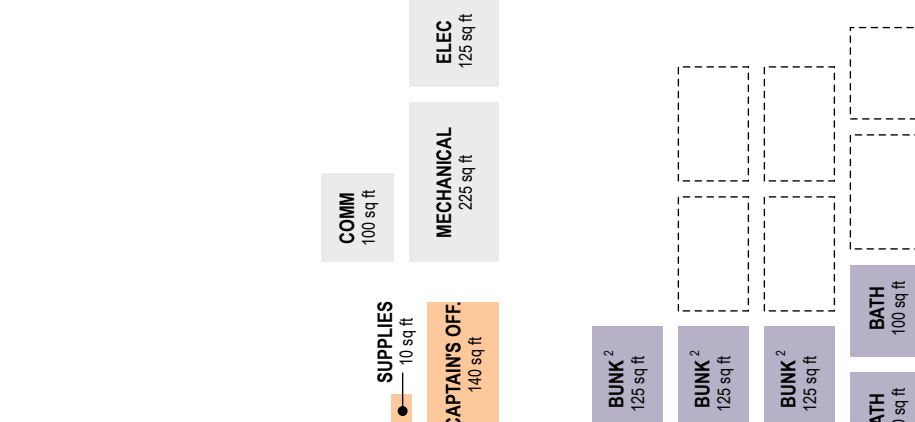 ELEC
125 sq ft
MECHANICAL
225 sq ft
COMM
100 sq ft
SUPPLIES
10 sq ft
CAPTAIN'S OFF.
140 sq ft
BUNK 2
125 sq ft
BUNK 2
125 sq ft
BUNK 2
125 sq ft
BATH
100 sq ft
sq ft